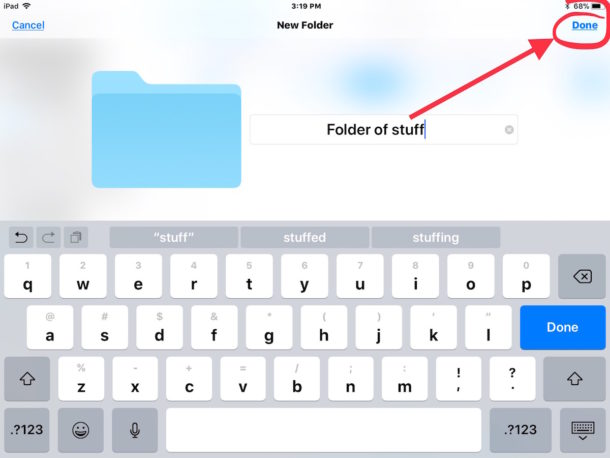 iPad 3:19 PM 68%
Cancel New Folder Done
Folder of stuff
“stuff” stuffed stuffing
1 2 3 4 5 6 7 8 9 0
q w e r t y u i o p
@ # $ & * ( ) ' "
a s d f g h j k l Done
% - + = / ; : ! ?
z x c v b n m , .
.?123 .?123